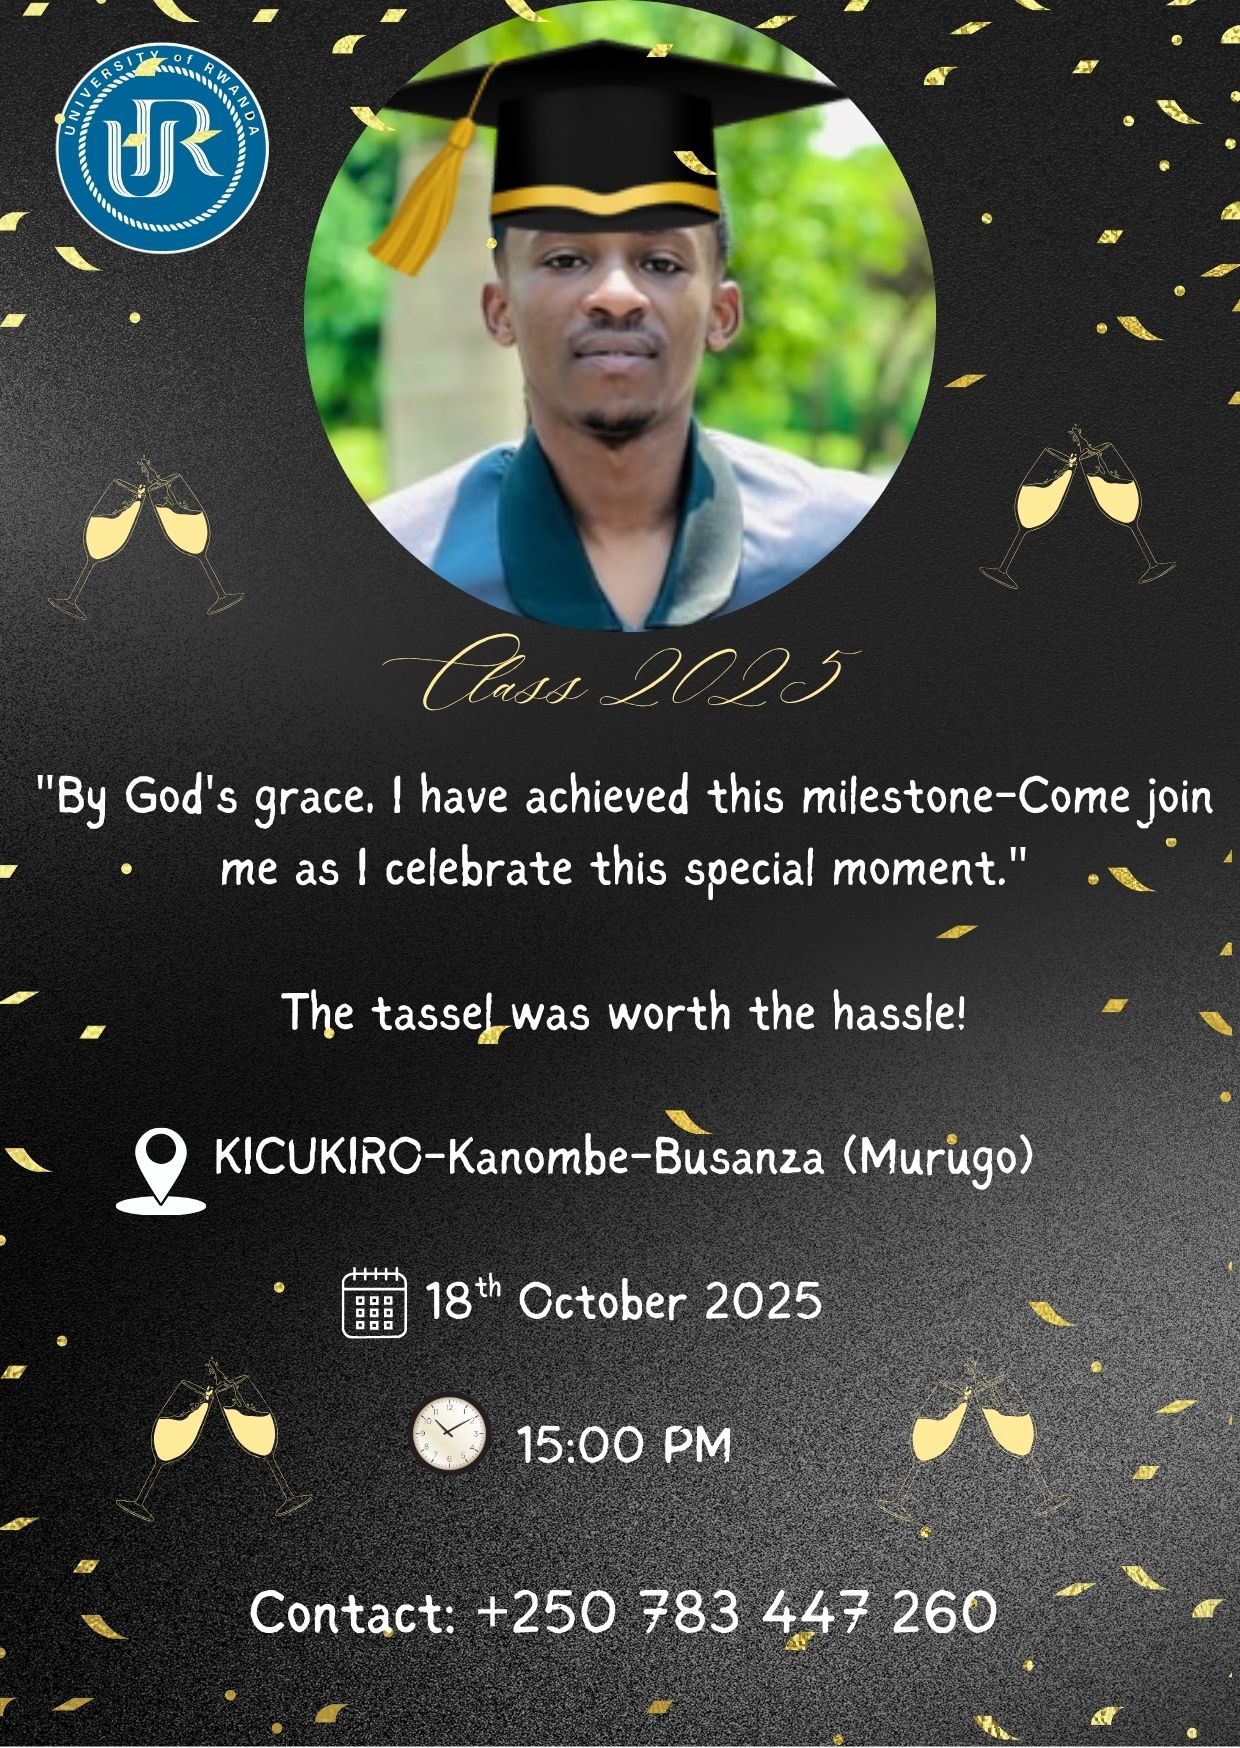 UNIVERSITY of RWANDA
UR
Class 2025
"By God's grace, I have achieved this milestone-Come join
me as I celebrate this special moment."
The tassel was worth the hassle!
KICUKIRO-Kanombe-Busanza (Murugo)
18th October 2025
15:00 PM
Contact: +250 783 447 260